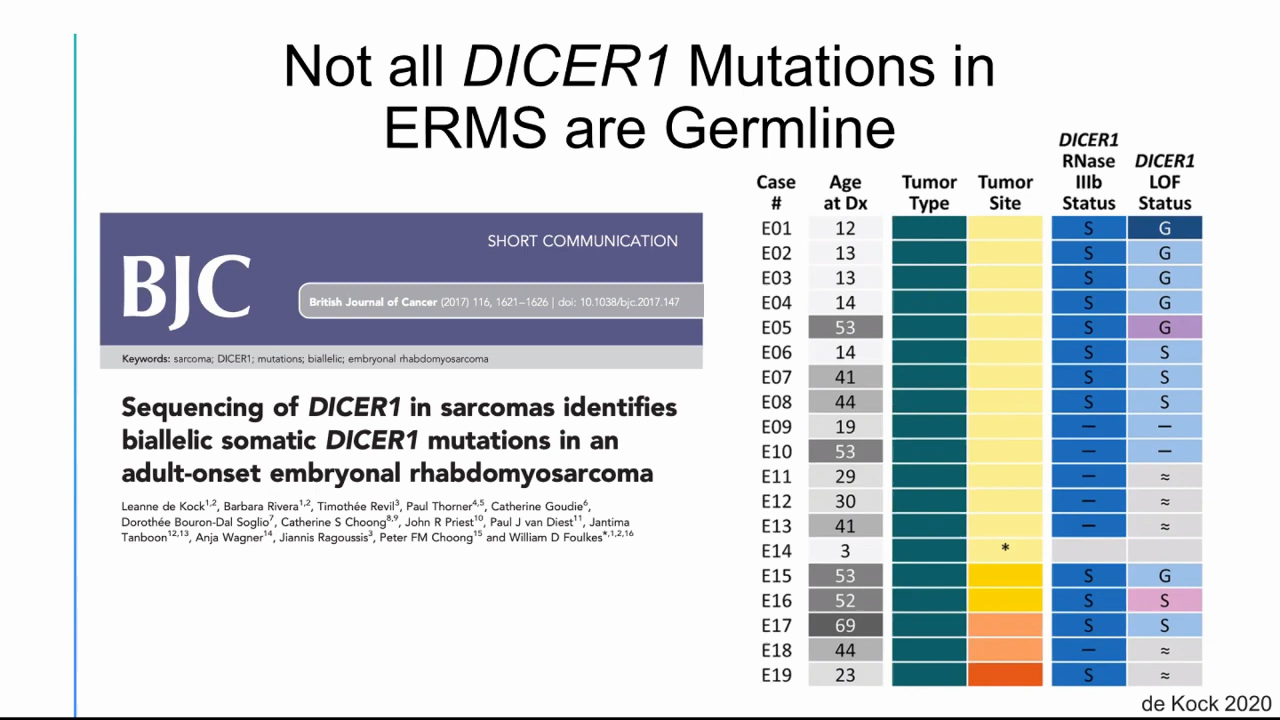 Not all DICER1 Mutations in
ERMS are Germline
SHORT COMMUNICATION
BJC
British Journal of Cancer (2017) 116, 1621–1626 | doi: 10.1038/bjc.2017.147
Keywords: sarcoma; DICER1; mutations; biallelic; embryonal rhabdomyosarcoma
Sequencing of DICER1 in sarcomas identifies
biallelic somatic DICER1 mutations in an
adult-onset embryonal rhabdomyosarcoma
Leanne de Kock1,2, Barbara Rivera1,2, Timothée Revil3, Paul Thorner4,5, Catherine Goudie6,
Dorothée Bouron-Dal Soglio7, Catherine S Choong8,9, John R Priest10, Paul J van Diest11, Jantima
Tanboon12,13, Anja Wagner14, Jiannis Ragoussis3, Peter FM Choong15 and William D Foulkes*,1,2,16
DICER1
RNase DICER1
Case Age Tumor Tumor IIIb LOF
# at Dx Type Site Status Status
E01 12 S G
E02 13 S G
E03 13 S G
E04 14 S G
E05 53 S G
E06 14 S S
E07 41 S S
E08 44 S S
E09 19 – –
E10 53 – –
E11 29 – ≈
E12 30 – ≈
E13 41 – ≈
E14 3 *
E15 53 S G
E16 52 S S
E17 69 S S
E18 44 – ≈
E19 23 S ≈
de Kock 2020